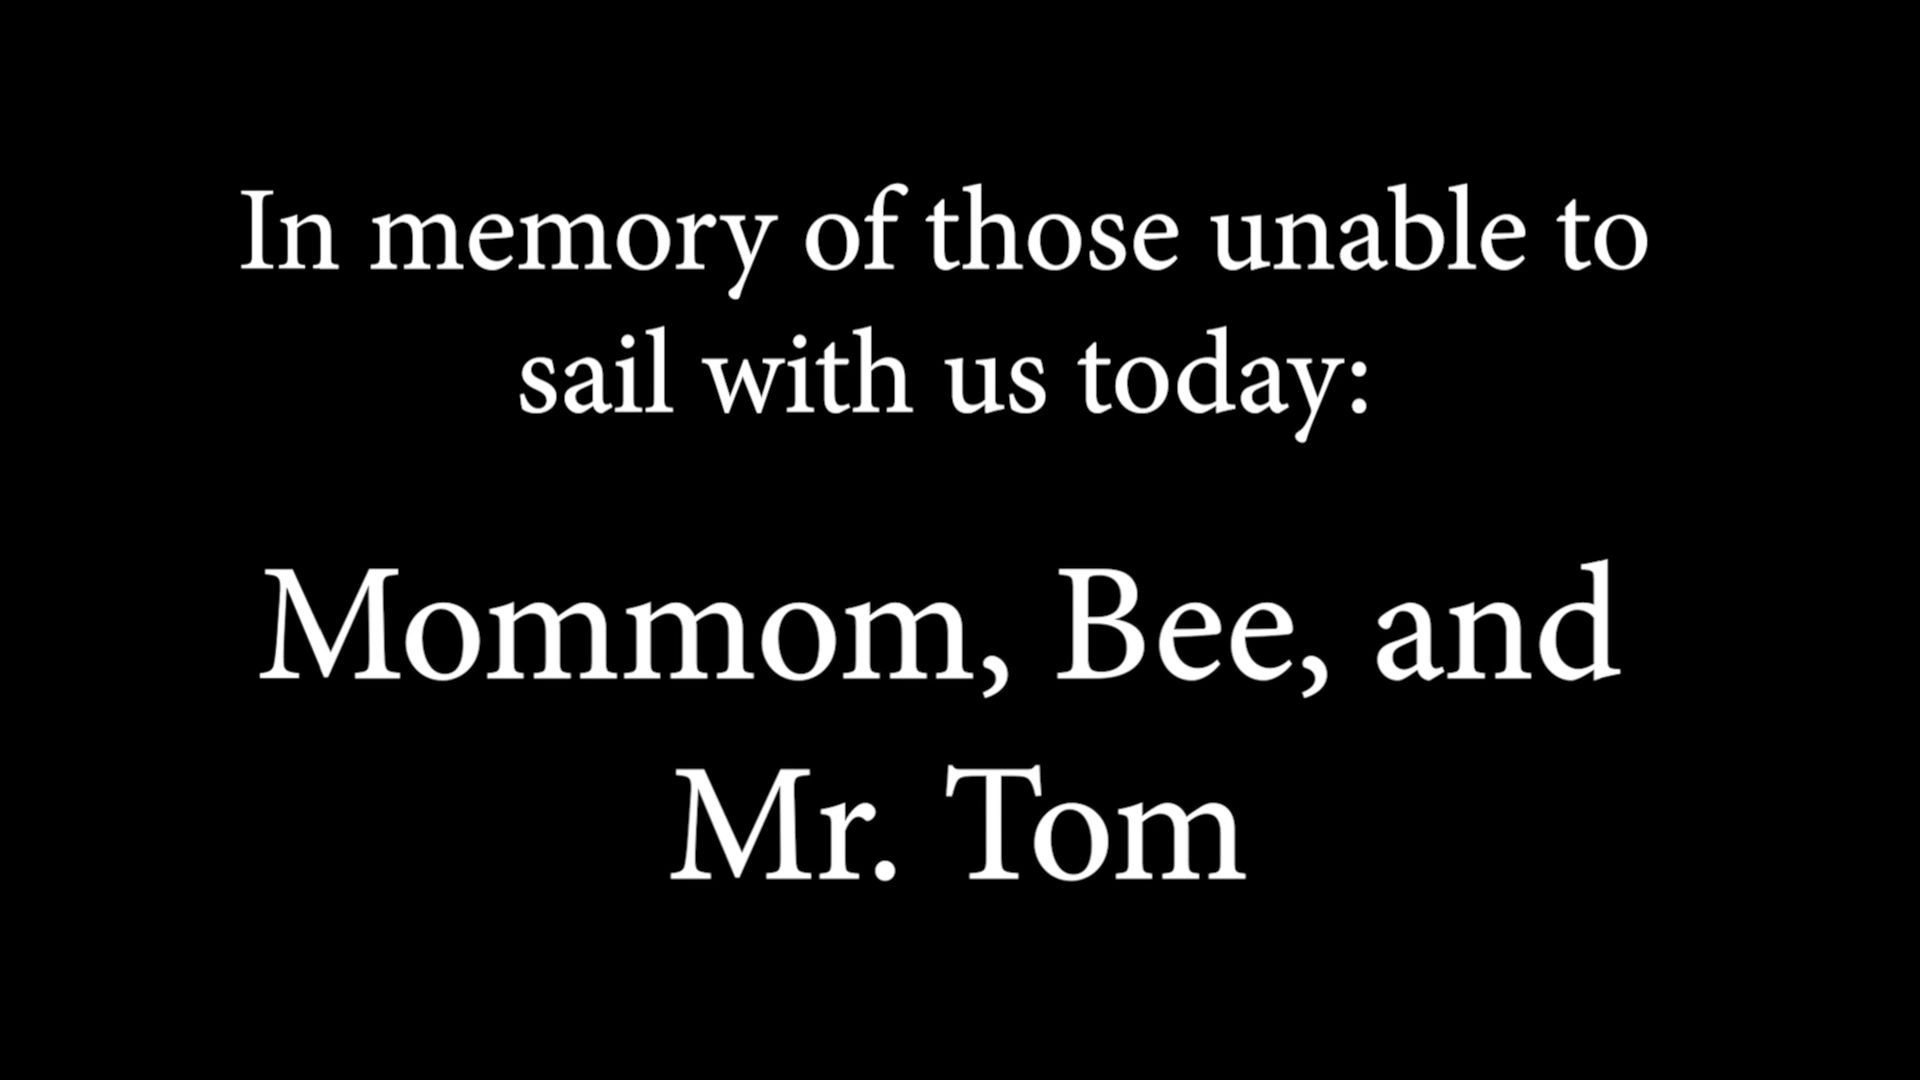 In memory of those unable to
sail with us today:
Mommom, Bee, and
Mr. Tom